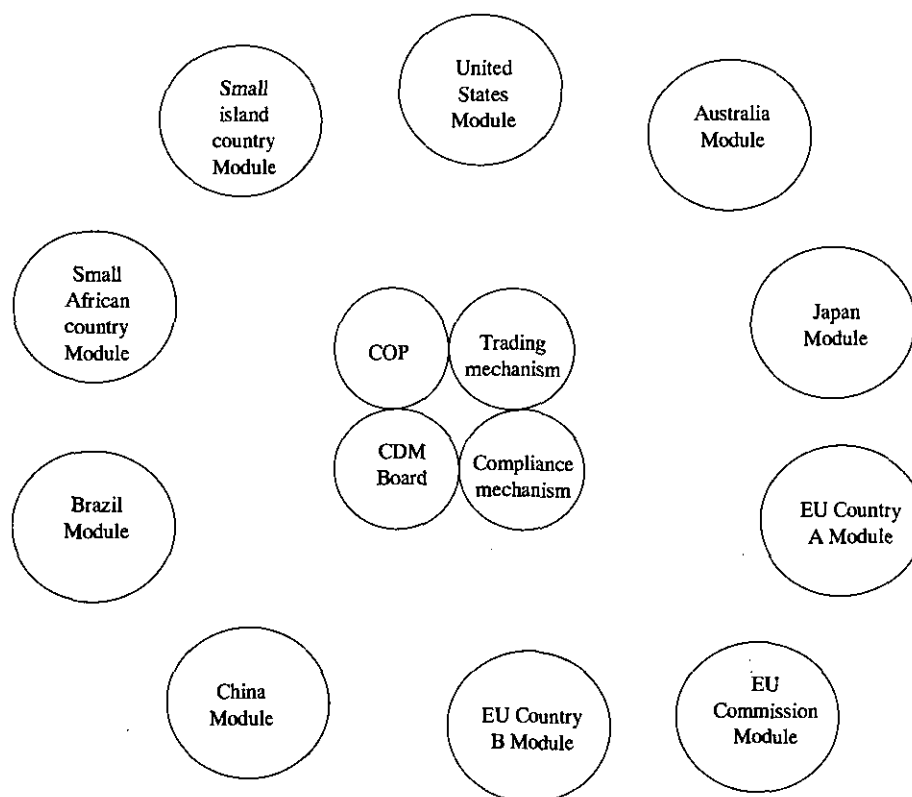 Small
island
country
Module
United
States
Module
Australia
Module
Small
African
country
Module
Japan
Module
COP
Trading
mechanism
CDM
Board
Compliance
mechanism
Brazil
Module
EU Country
A Module
China
Module
EU Country
B Module
EU
Commission
Module